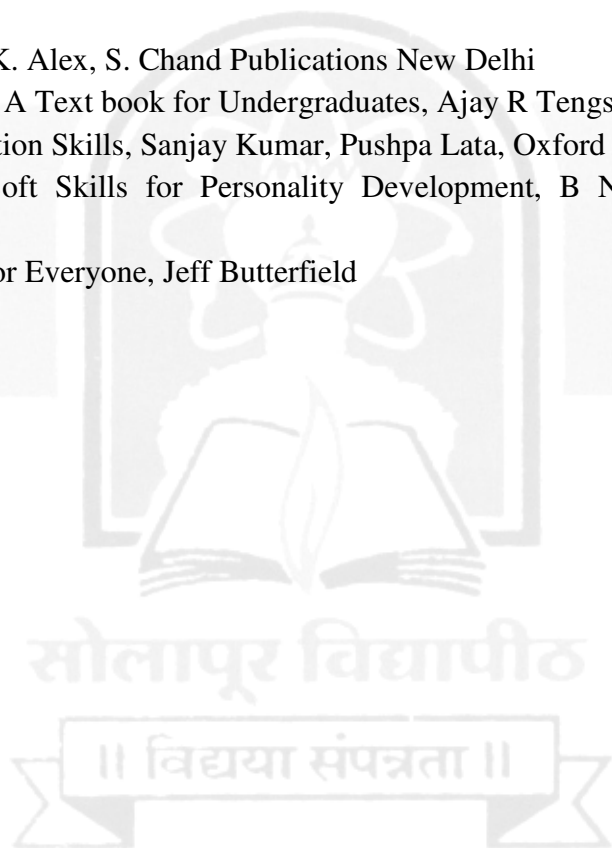 K. Alex, S. Chand Publications New Delhi
A Text book for Undergraduates, Ajay R Tengs
tion Skills, Sanjay Kumar, Pushpa Lata, Oxford
oft Skills for Personality Development, B N
or Everyone, Jeff Butterfield
सोलापूर विद्यापीठ
॥ विद्यया संपन्नता ॥